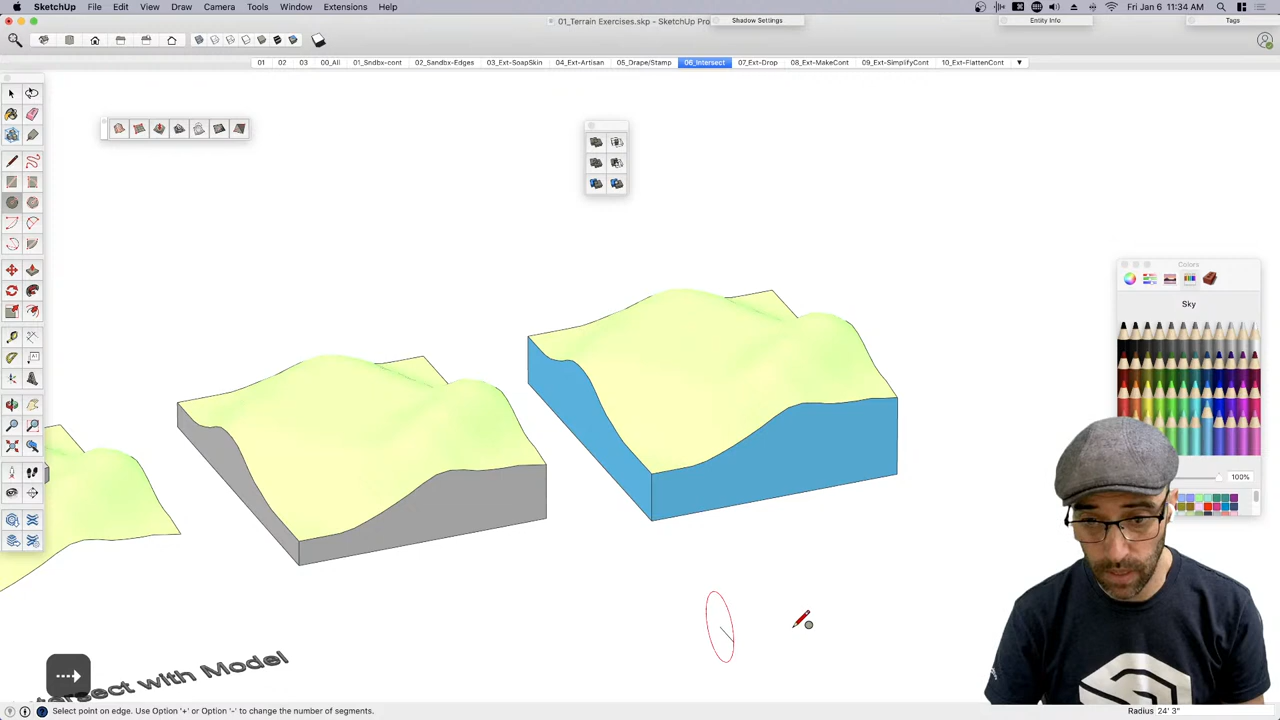 SketchUp File Edit View Camera Draw Tools Window Extensions Help Fri Jan 6 11:34 AM
01_Terrain Exercises.skp - SketchUp Pro
Shadow Settings
Entity Info
Tags
01 02 03 00_All 01_Sndbx-cont 02_Sandbx-Edges 03_Ext-SoapSkin 04_Ext-Artisan 05_Drape/Stamp 06_Intersect 07_Ext-Drop 08_Ext-MakeCont 09_Ext-SimplifyCont 10_Ext-FlattenCont
Colors
Sky
100%
tersect with Model
Select point on edge. Use Option '+' or Option '-' to change the number of segments.
Radius 24' 3"